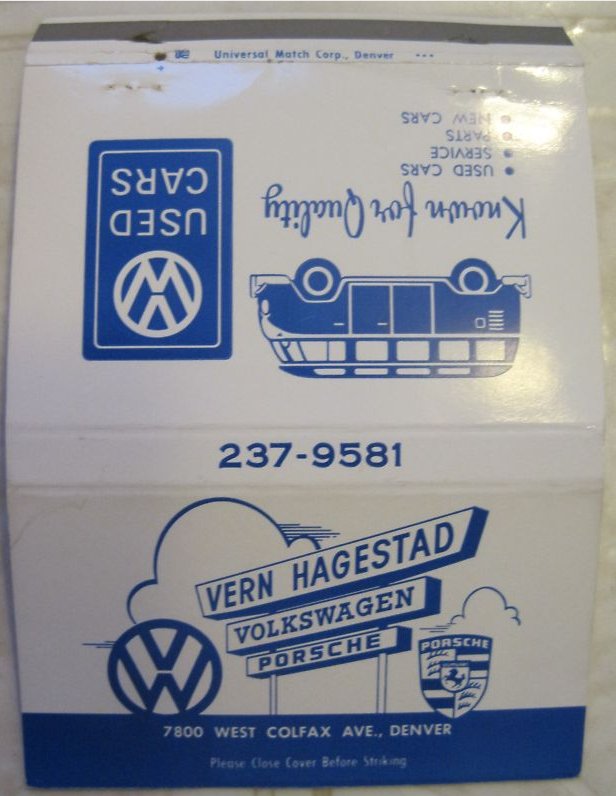 Universal Match Corp., Denver
Known for Quality
• USED CARS
• SERVICE
• PARTS
• NEW CARS
USED
CARS
237-9581
VERN HAGESTAD
VOLKSWAGEN
PORSCHE
PORSCHE
7800 WEST COLFAX AVE., DENVER
Please Close Cover Before Striking